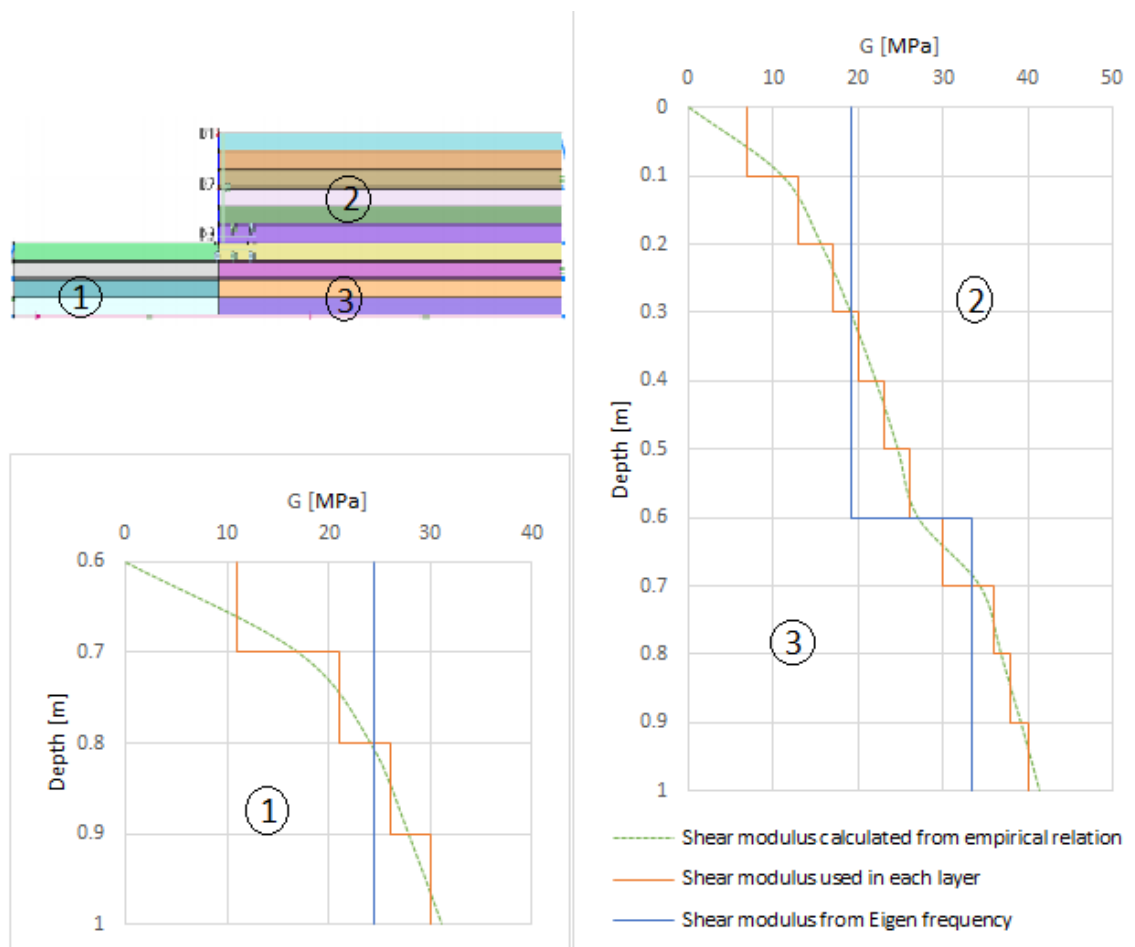 2
1
3
G [MPa]
0 10 20 30 40
0.6
0.7
0.8
0.9
1
Depth [m]
1
G [MPa]
0 10 20 30 40 50
0
0.1
0.2
0.3
0.4
0.5
0.6
0.7
0.8
0.9
1
Depth [m]
2
3
Shear modulus calculated from empirical relation
Shear modulus used in each layer
Shear modulus from Eigen frequency